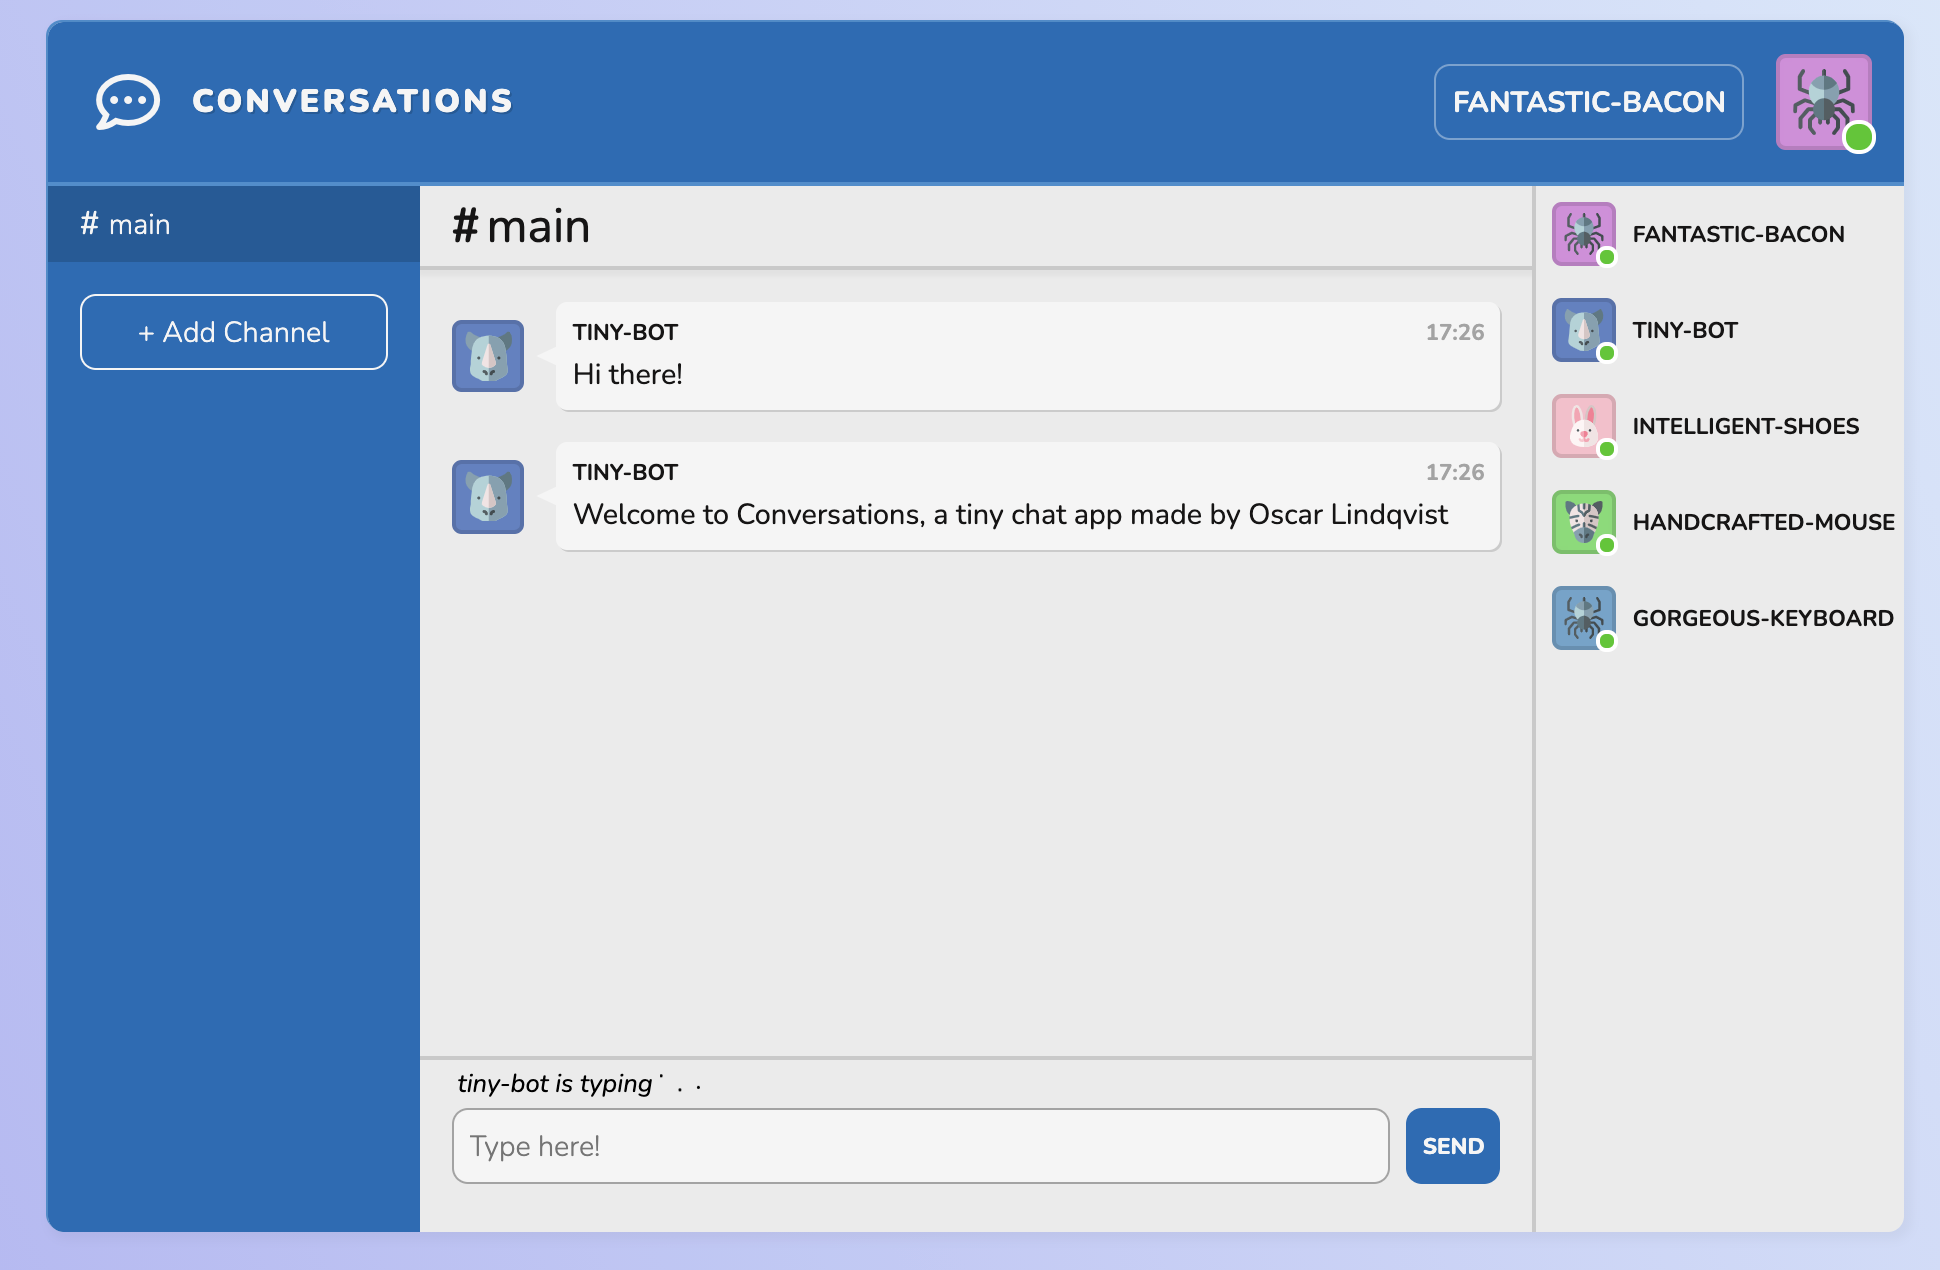 CONVERSATIONS
FANTASTIC-BACON
# main
+ Add Channel
# main
TINY-BOT 17:26
Hi there!
TINY-BOT 17:26
Welcome to Conversations, a tiny chat app made by Oscar Lindqvist
tiny-bot is typing . . .
Type here!
SEND
FANTASTIC-BACON
TINY-BOT
INTELLIGENT-SHOES
HANDCRAFTED-MOUSE
GORGEOUS-KEYBOARD